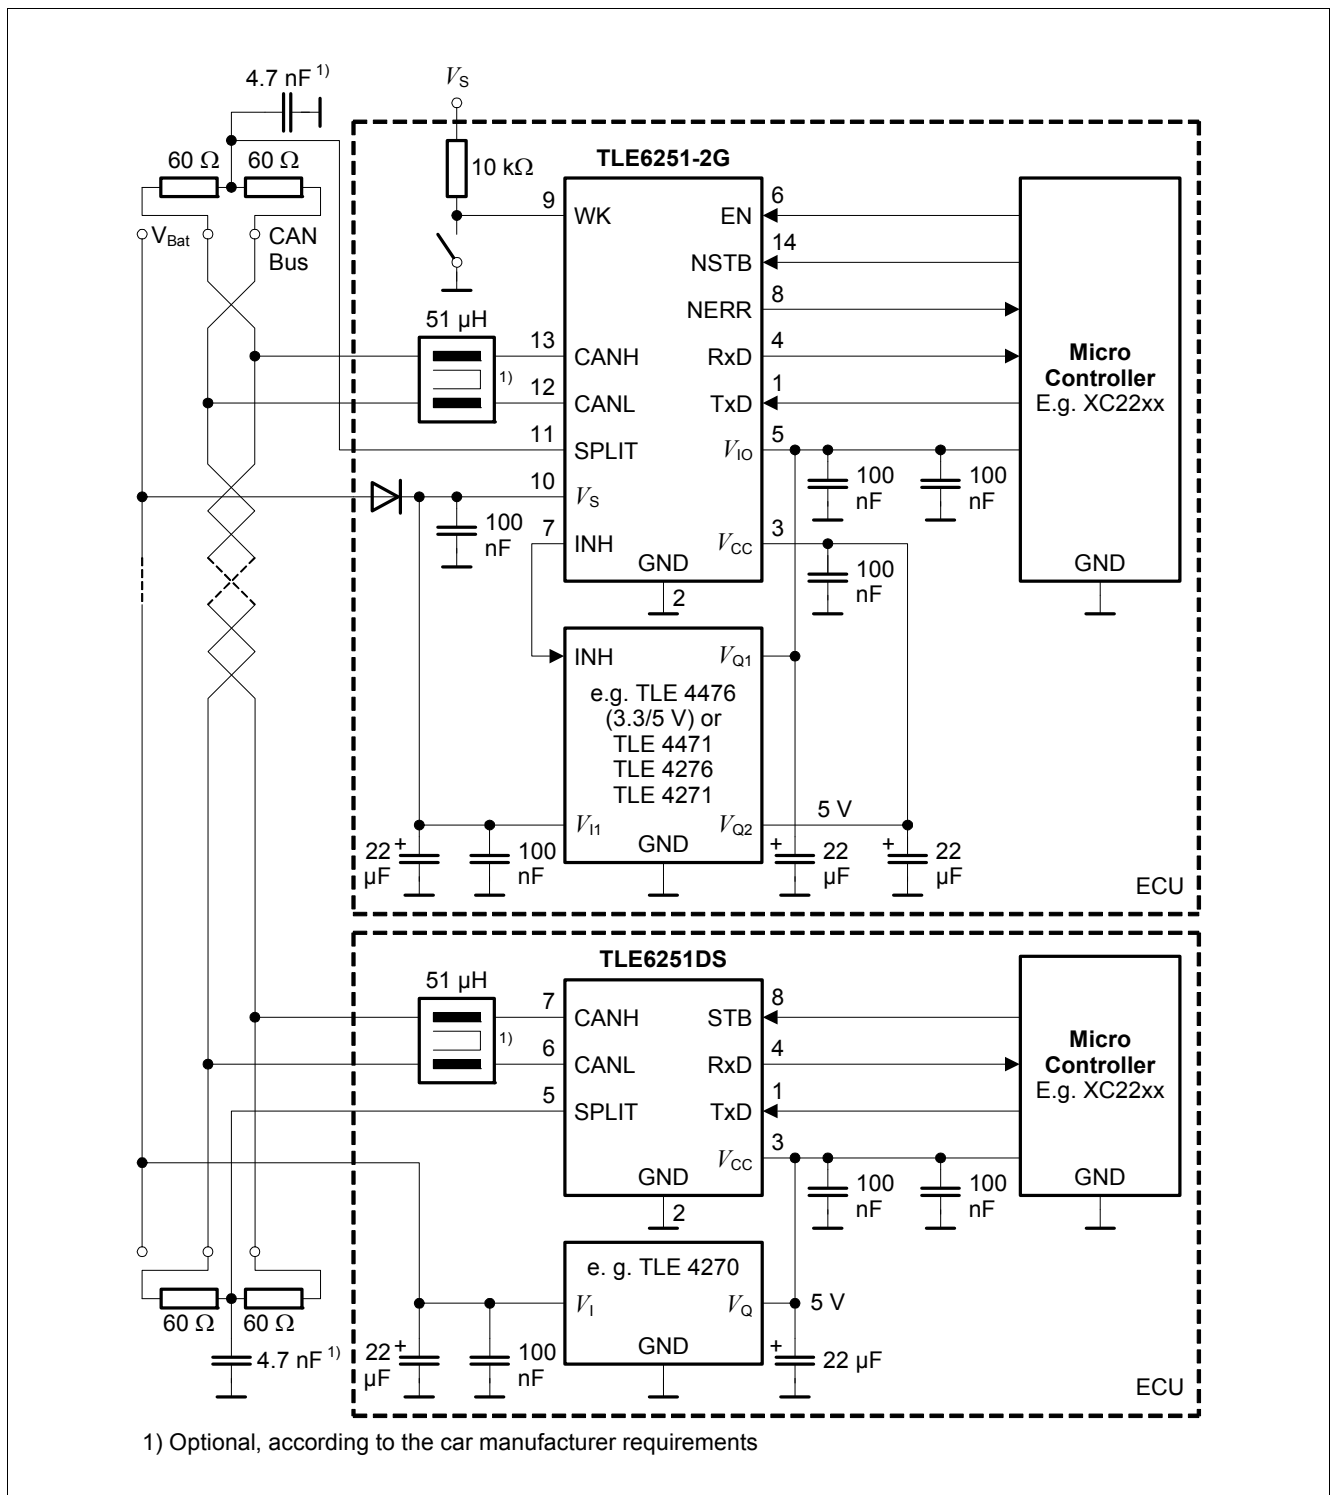 4.7 nF 1)
V_S
60 Ω 60 Ω
10 kΩ
TLE6251-2G
V_Bat
CAN
Bus
9 WK
EN 6
NSTB 14
NERR 8
51 µH
1)
13 CANH
RxD 4
12 CANL
TxD 1
11 SPLIT
V_IO 5
10 V_S
7 INH
V_CC 3
GND
2
100
nF
100
nF
100
nF
100
nF
Micro
Controller
E.g. XC22xx
GND
INH
V_Q1
e.g. TLE 4476
(3.3/5 V) or
TLE 4471
TLE 4276
TLE 4271
V_I1
V_Q2
5 V
GND
22
µF
+
100
nF
+
22
µF
+
22
µF
ECU
TLE6251DS
51 µH
1)
7 CANH
STB 8
6 CANL
RxD 4
5 SPLIT
TxD 1
V_CC 3
GND
2
100
nF
100
nF
Micro
Controller
E.g. XC22xx
GND
e. g. TLE 4270
V_I
V_Q
5 V
GND
60 Ω 60 Ω
4.7 nF 1)
22
µF
+
100
nF
+
22 µF
ECU
1) Optional, according to the car manufacturer requirements